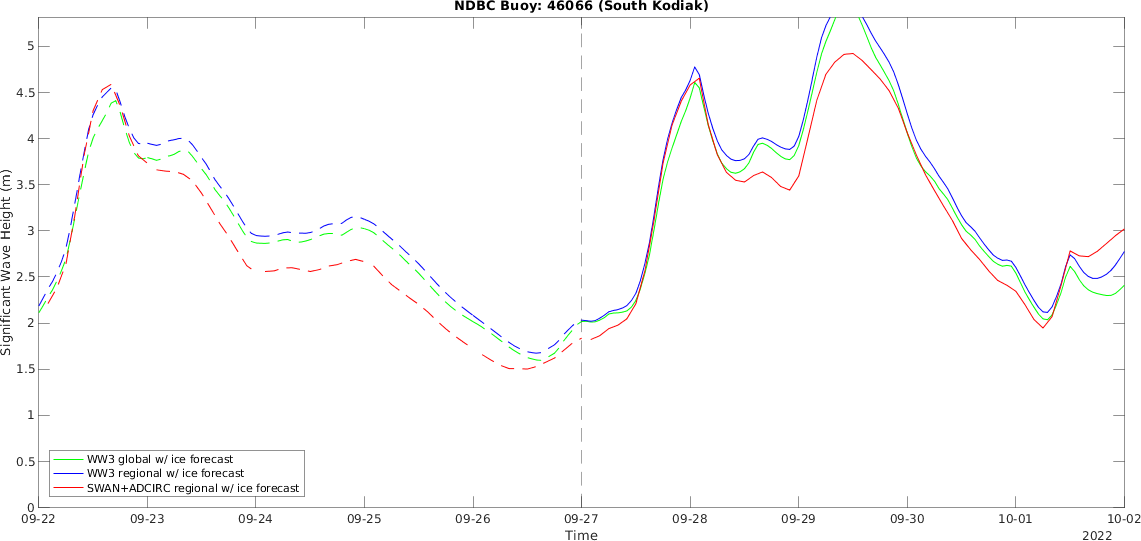 NDBC Buoy: 46066 (South Kodiak)
Significant Wave Height (m)
5
4.5
4
3.5
3
2.5
2
1.5
1
0.5
0
WW3 global w/ ice forecast
WW3 regional w/ ice forecast
SWAN+ADCIRC regional w/ ice forecast
09-22 09-23 09-24 09-25 09-26 09-27 09-28 09-29 09-30 10-01 10-02
Time
2022